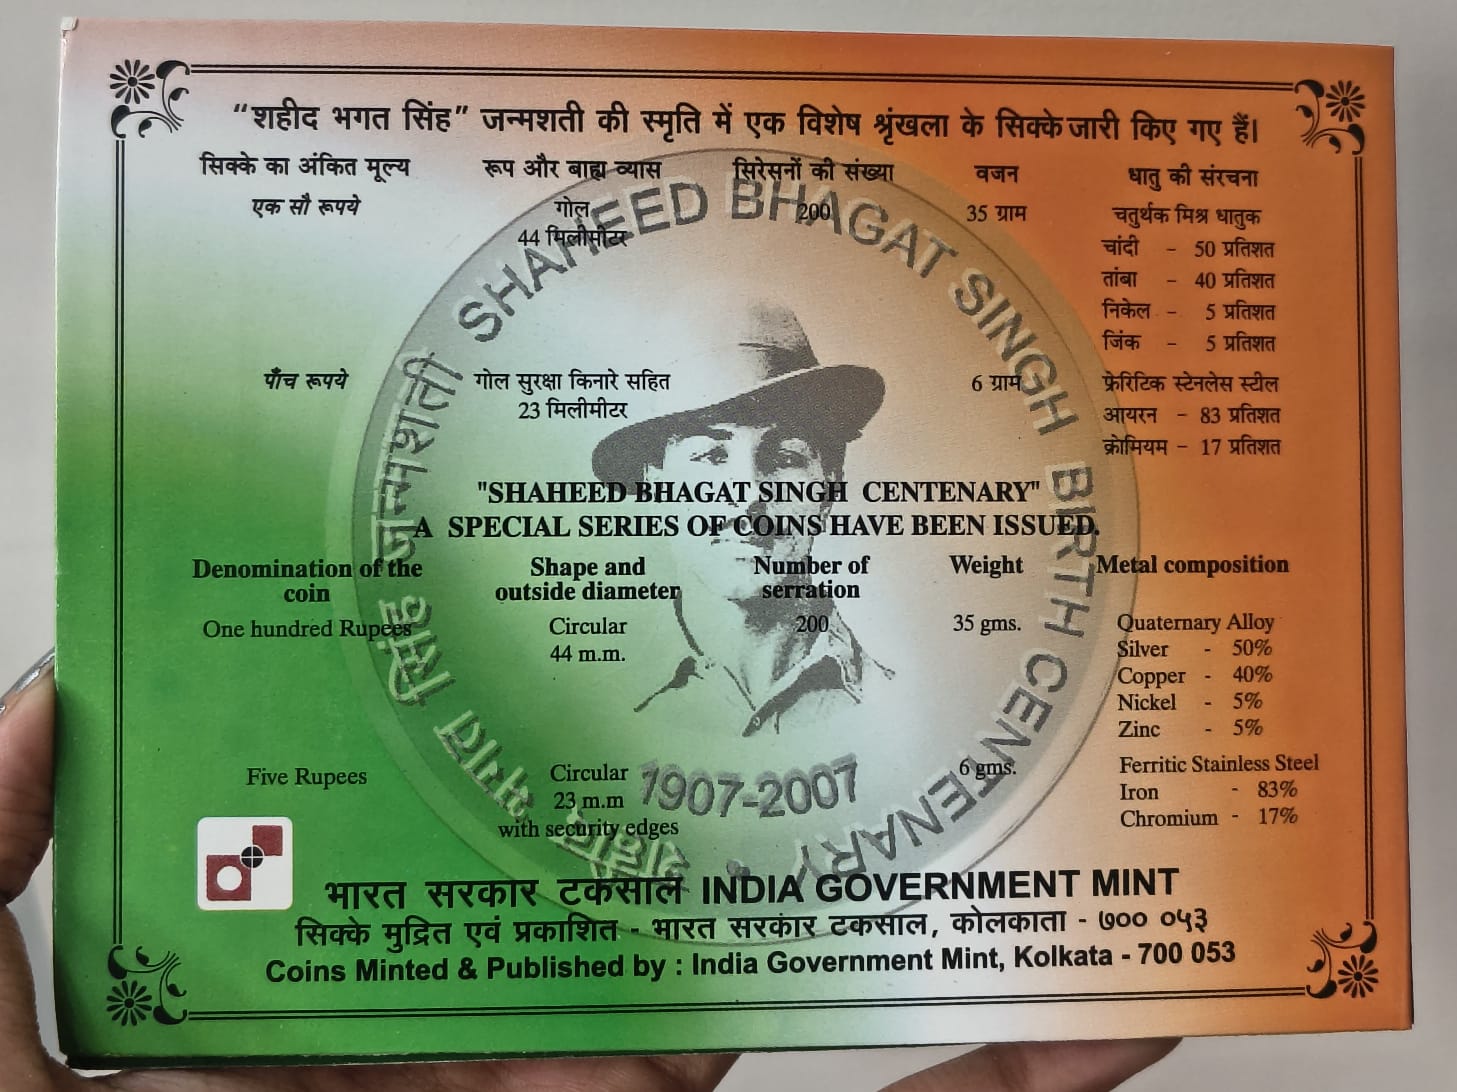 “शहीद भगत सिंह” जन्मशती की स्मृति में एक विशेष श्रृंखला के सिक्के जारी किए गए हैं।
सिक्के का अंकित मूल्य रूप और बाह्य व्यास सिरेसनों की संख्या वजन धातु की संरचना
एक सौ रूपये गोल 200 35 ग्राम चतुर्थक मिश्र धातुक
44 मिलीमीटर चांदी - 50 प्रतिशत
तांबा - 40 प्रतिशत
निकेल - 5 प्रतिशत
जिंक - 5 प्रतिशत
पाँच रूपये गोल सुरक्षा किनारे सहित 6 ग्राम फ्रेरिटिक स्टेनलेस स्टील
23 मिलीमीटर आयरन - 83 प्रतिशत
क्रोमियम - 17 प्रतिशत
SHAHEED BHAGAT SINGH BIRTH CENTENARY
शहीद भगत सिंह जन्मशती
"SHAHEED BHAGAT SINGH CENTENARY"
A SPECIAL SERIES OF COINS HAVE BEEN ISSUED.
Denomination of the Shape and Number of Weight Metal composition
coin outside diameter serration
One hundred Rupees Circular 200 35 gms. Quaternary Alloy
44 m.m. Silver - 50%
Copper - 40%
Nickel - 5%
Zinc - 5%
Five Rupees Circular 6 gms. Ferritic Stainless Steel
23 m.m Iron - 83%
with security edges Chromium - 17%
1907-2007
भारत सरकार टकसाल INDIA GOVERNMENT MINT
सिक्के मुद्रित एवं प्रकाशित - भारत सरकार टकसाल, कोलकाता - ७०० ०५३
Coins Minted & Published by : India Government Mint, Kolkata - 700 053